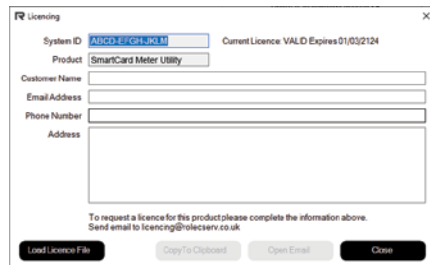 Licencing
System ID ABCD-EFGH-JKLM Current Licence: VALID Expires 01/03/2124
Product SmartCard Meter Utility
Customer Name
Email Address
Phone Number
Address
To request a licence for this product please complete the information above.
Send email to licencing@rolecserv.co.uk
Load Licence File CopyTo Clipboard Open Email Close